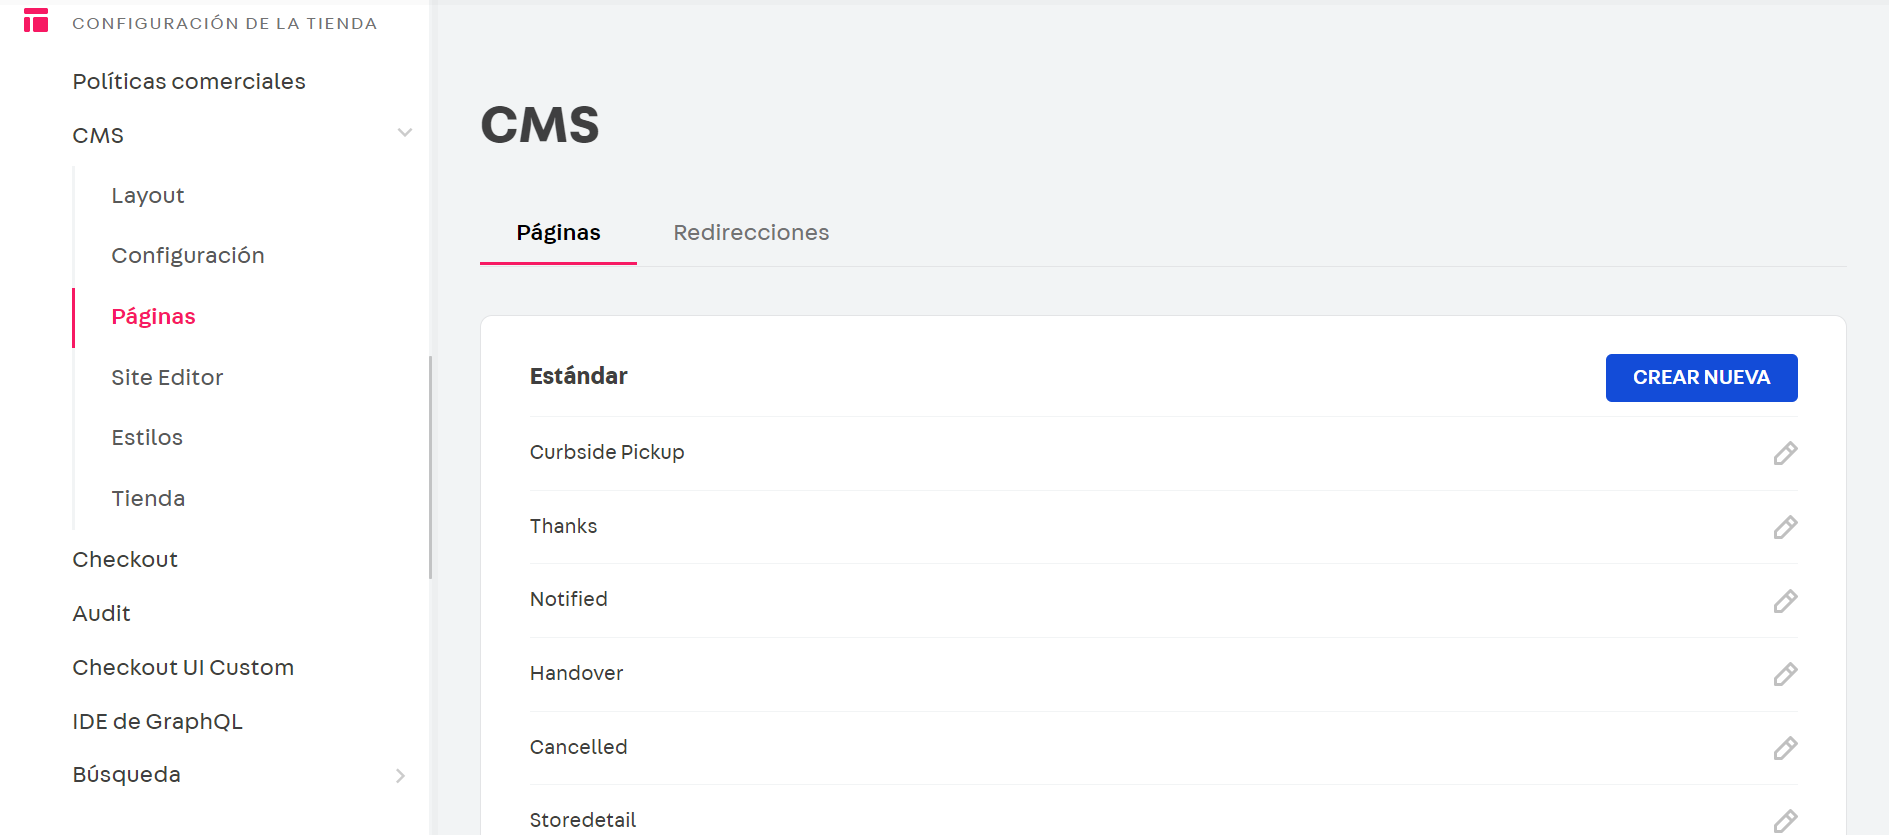 CONFIGURACIÓN DE LA TIENDA
Políticas comerciales
CMS
Layout
Configuración
Páginas
Site Editor
Estilos
Tienda
Checkout
Audit
Checkout UI Custom
IDE de GraphQL
Búsqueda
CMS
Páginas
Redirecciones
Estándar
CREAR NUEVA
Curbside Pickup
Thanks
Notified
Handover
Cancelled
Storedetail